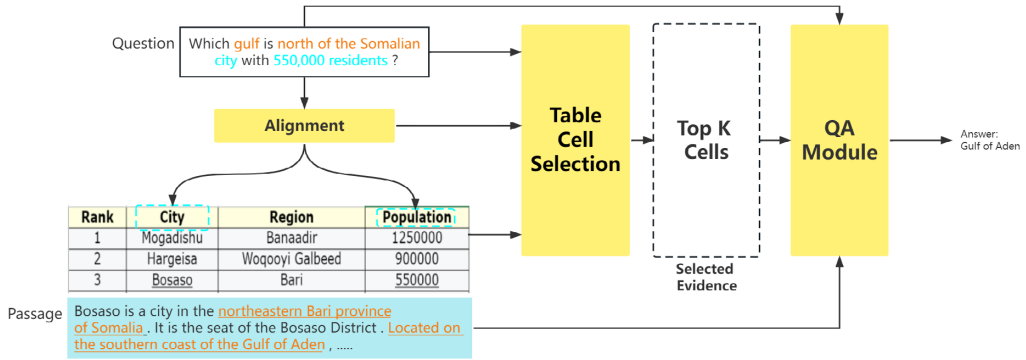 Question
Which gulf is north of the Somalian
city with 550,000 residents ?
Alignment
Table
Cell
Selection
Top K
Cells
QA
Module
Answer:
Gulf of Aden
Rank City Region Population
1 Mogadishu Banaadir 1250000
2 Hargeisa Woqooyi Galbeed 900000
3 Bosaso Bari 550000
Selected
Evidence
Passage
Bosaso is a city in the northeastern Bari province
of Somalia . It is the seat of the Bosaso District . Located on
the southern coast of the Gulf of Aden , .....